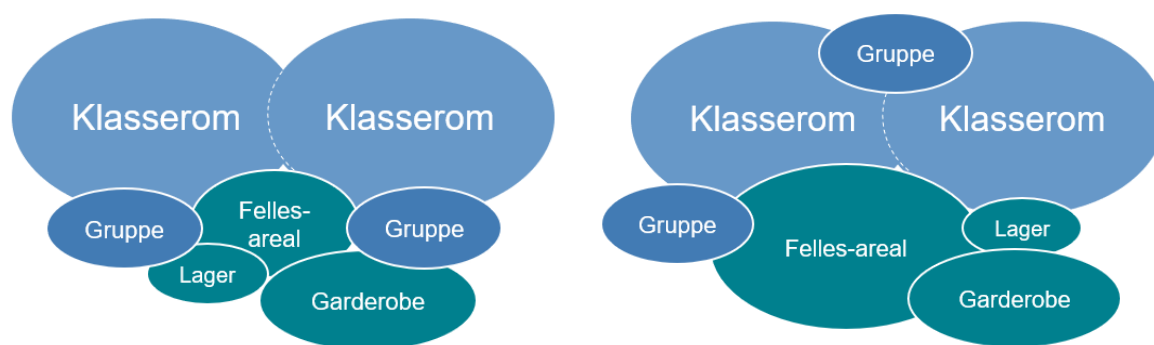 Klasserom
Klasserom
Gruppe
Felles-
areal
Gruppe
Lager
Garderobe
Gruppe
Klasserom
Klasserom
Gruppe
Felles-areal
Lager
Garderobe